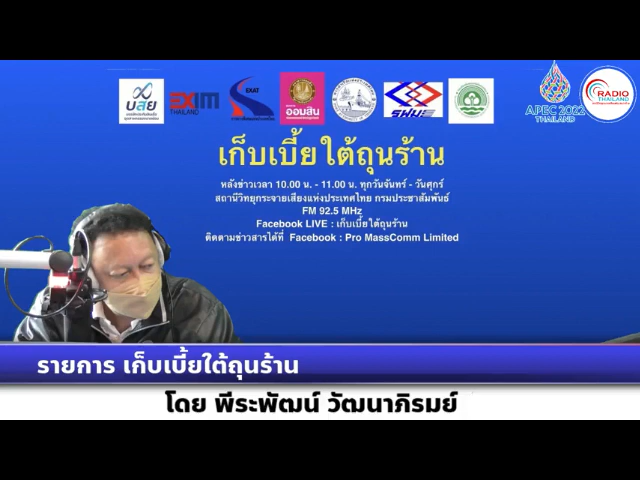 บสย
EXIM
THAILAND
EXAT
ออมสิน
รฟม
APEC 2022
THAILAND
RADIO
THAILAND
เก็บเบี้ยใต้ถุนร้าน
หลังข่าวเวลา 10.00 น. - 11.00 น. ทุกวันจันทร์ - วันศุกร์
สถานีวิทยุกระจายเสียงแห่งประเทศไทย กรมประชาสัมพันธ์
FM 92.5 MHz
Facebook LIVE : เก็บเบี้ยใต้ถุนร้าน
ติดตามข่าวสารได้ที่ Facebook : Pro MassComm Limited
รายการ เก็บเบี้ยใต้ถุนร้าน
โดย พีระพัฒน์ วัฒนาภิรมย์